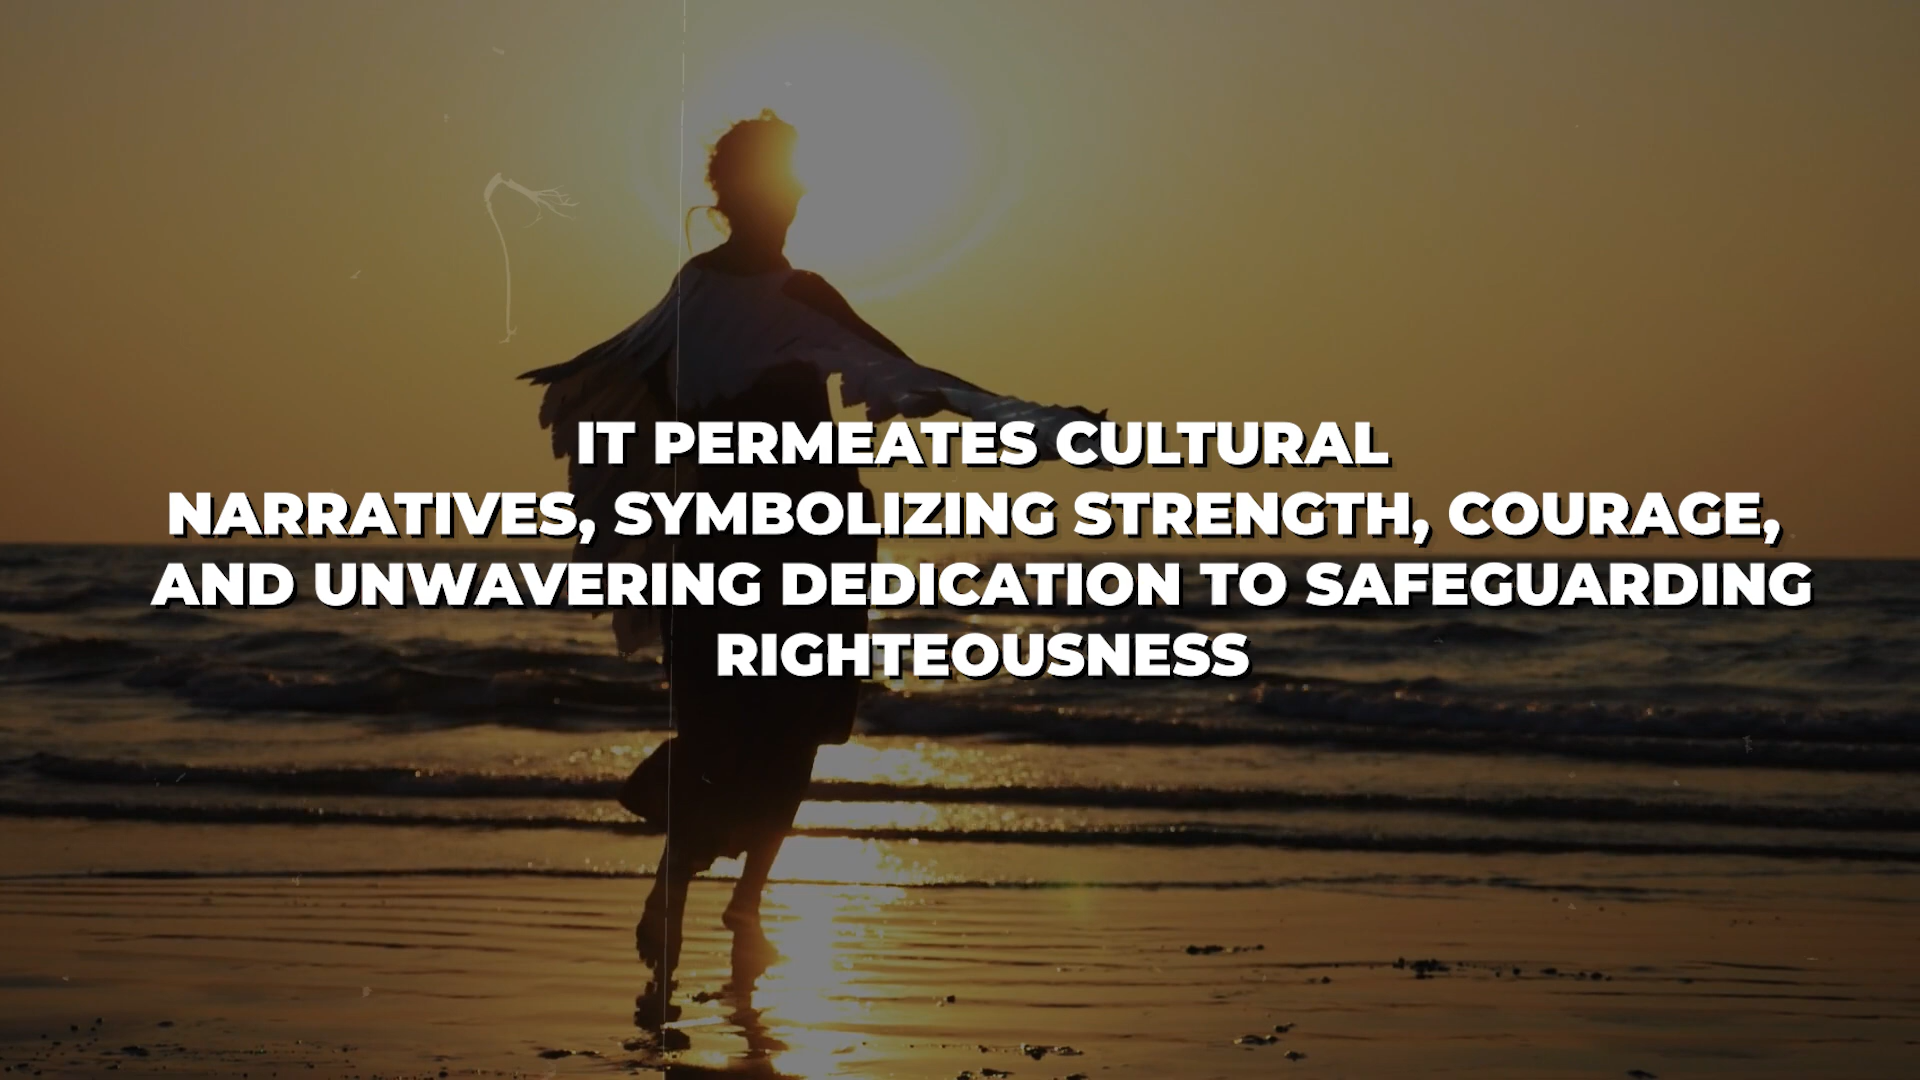 IT PERMEATES CULTURAL
NARRATIVES, SYMBOLIZING STRENGTH, COURAGE,
AND UNWAVERING DEDICATION TO SAFEGUARDING
RIGHTEOUSNESS